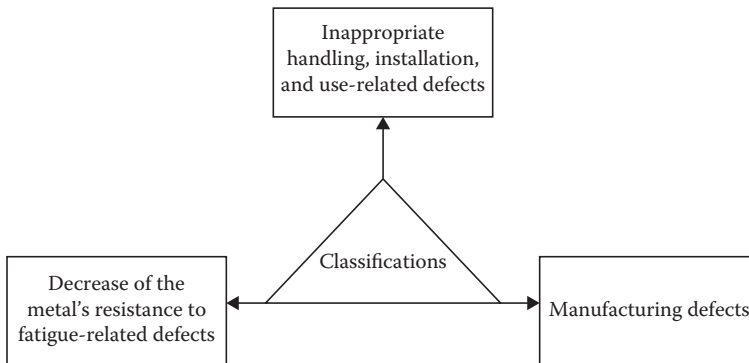 Inappropriate
handling, installation,
and use-related defects
Classifications
Decrease of the
metal's resistance to
fatigue-related defects
Manufacturing defects